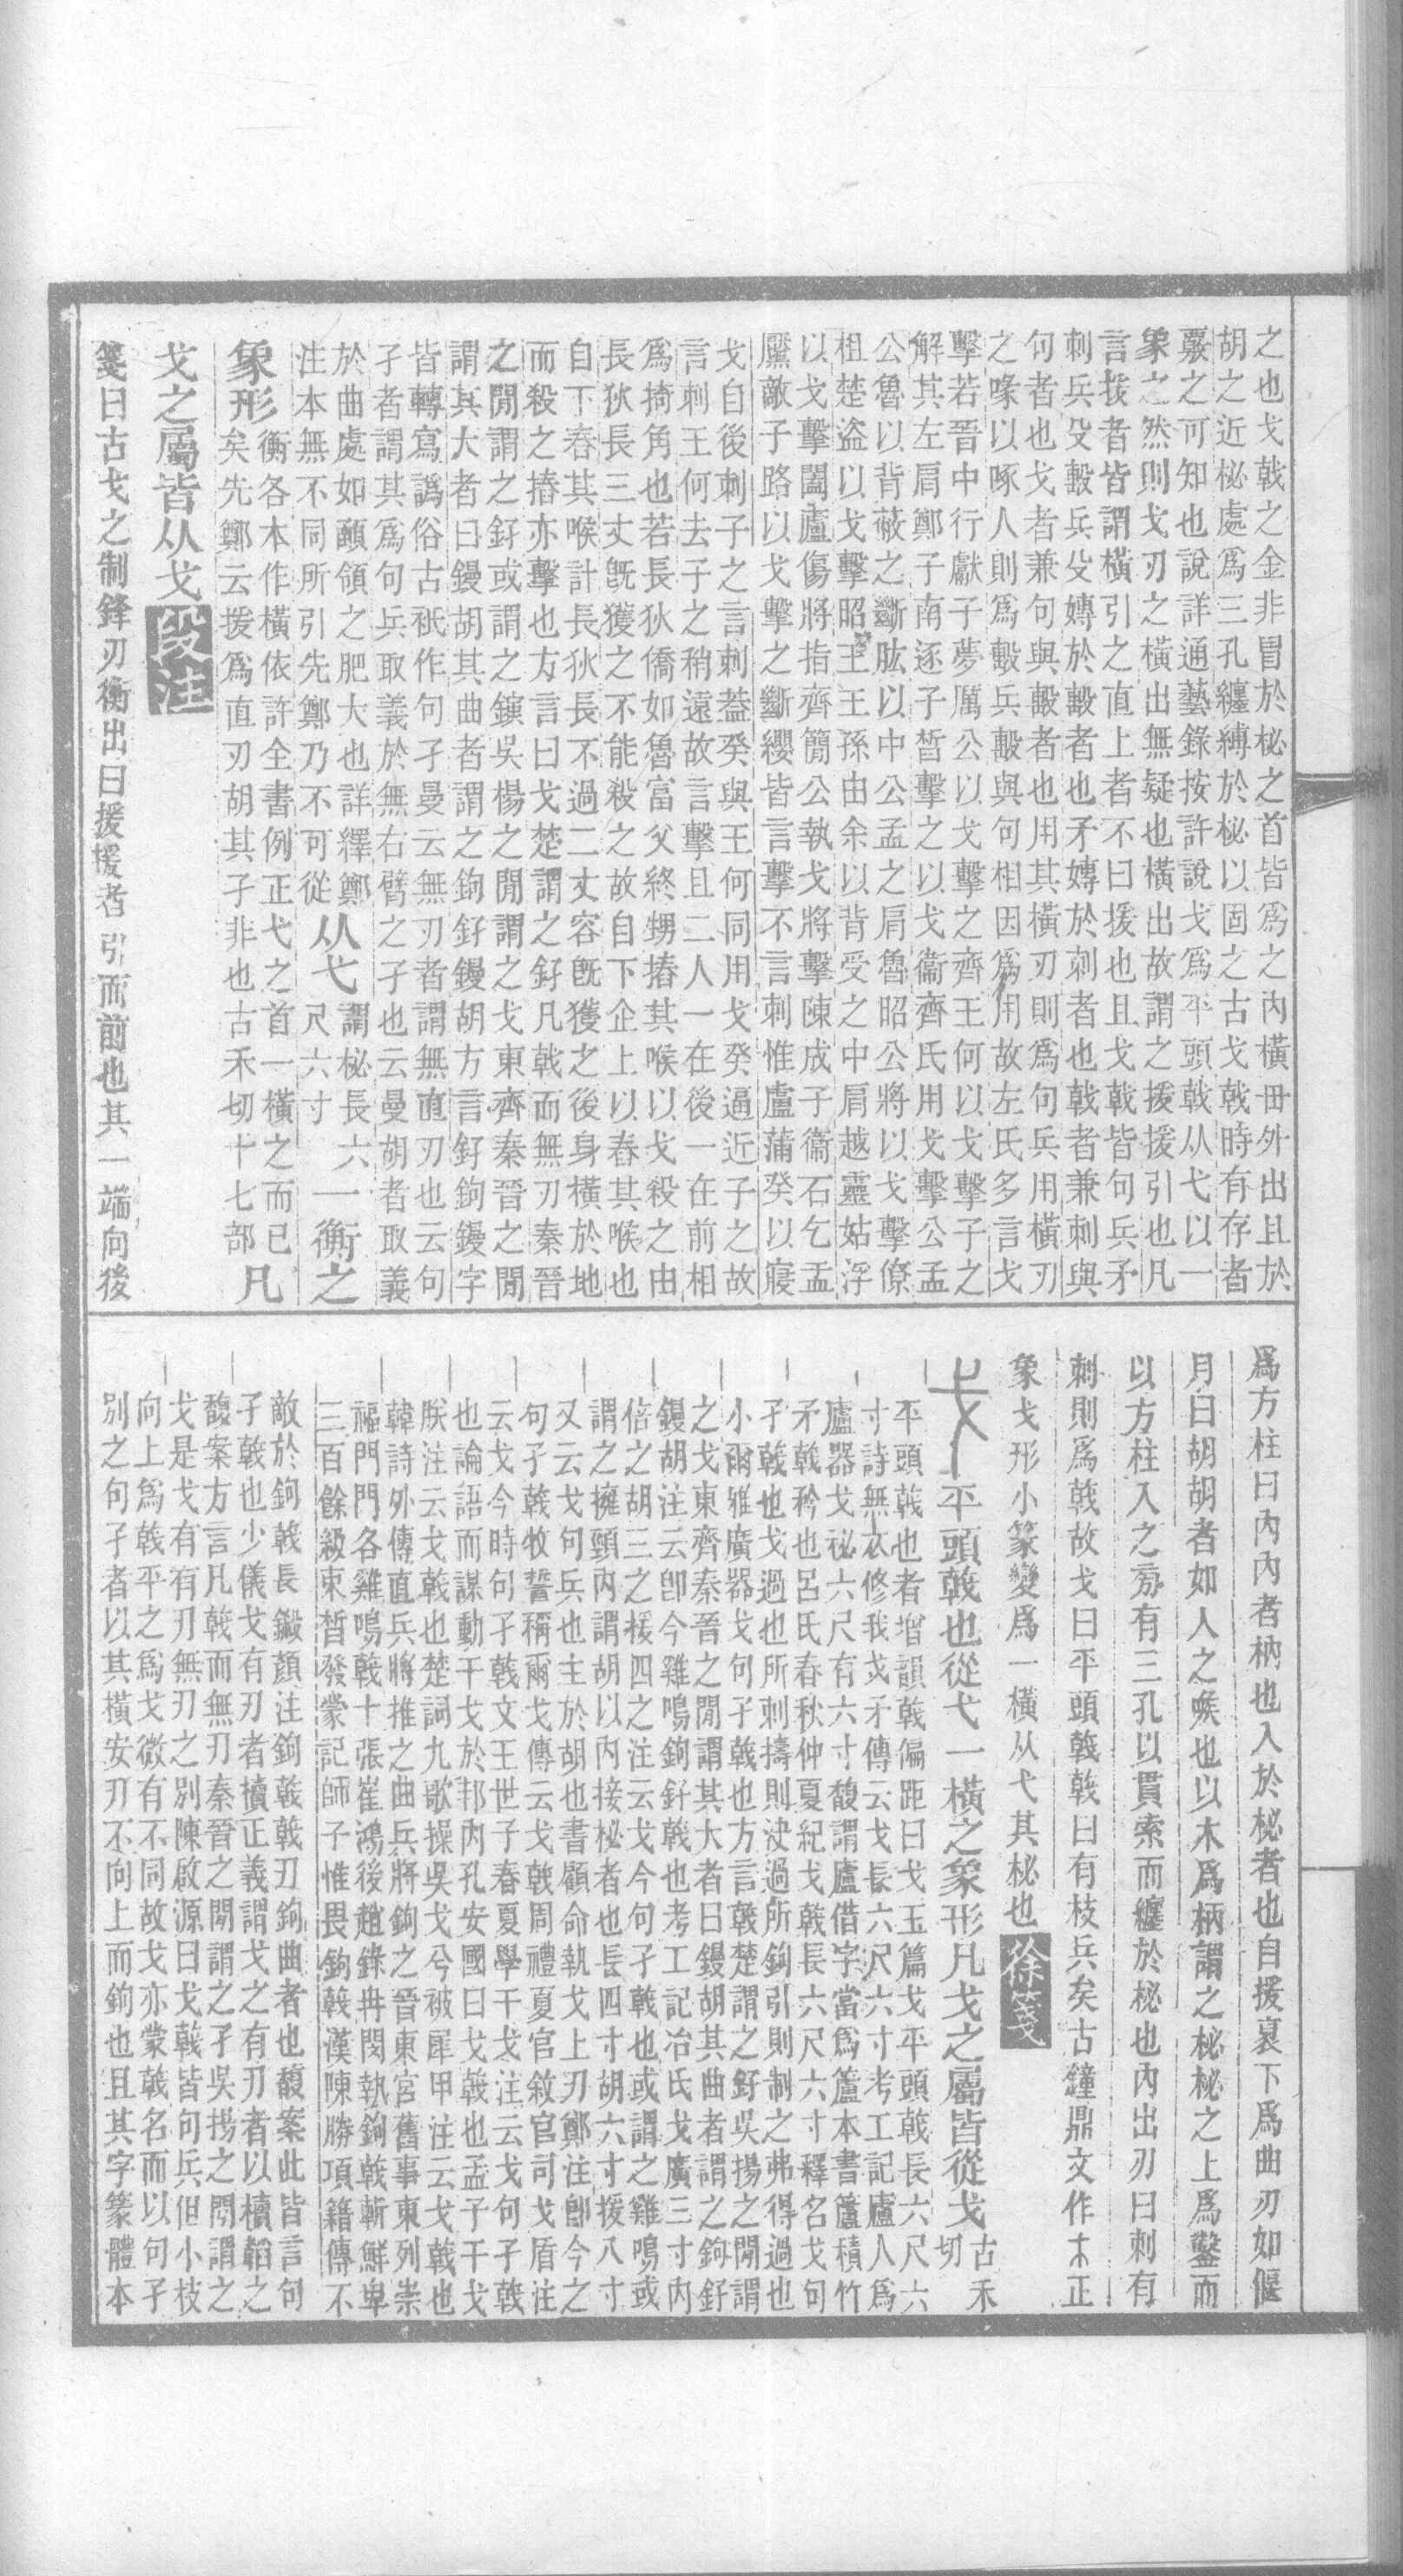 之也戈戟之金非冒於柲之首皆爲之內橫毌外出且於
胡之近柲處爲三孔纏縛於柲以固之古戈戟時有存者
覈之可知也說詳通藝錄按許說戈爲平頭戟从弋以一
象之然則戈刃之橫出無疑也橫出故謂之援援引也凡
言援者皆謂橫引之直上者不曰援也且戈戟皆句兵矛
刺兵殳毄兵殳嫥於毄者也矛嫥於刺者也戟者兼刺與
句者也戈者兼句與毄者也用其橫刃則爲句兵用橫刃
之喙以啄人則爲毄兵毄與句相因爲用故左氏多言戈
擊若晉中行獻子夢厲公以戈擊之齊王何以戈擊子之
解其左肩鄭子南逐子晳擊之以戈衞齊氏用戈擊公孟
公魯以背蔽之斷肱以中公孟之肩魯昭公將以戈擊僚
柤楚盜以戈擊昭王王孫由余以背受之中肩越靈姑浮
以戈擊闔廬傷將指齊簡公執戈將擊陳成子衞石乞盂
黶敵子路以戈擊之斷纓皆言擊不言刺惟盧蒲癸以寢
戈自後刺子之言刺葢癸與王何同用戈癸逼近子之故
言刺王何去子之稍遠故言擊且二人一在後一在前相
爲掎角也若長狄僑如魯富父終甥摏其喉以戈殺之由
長狄長三丈旣獲之不能殺之故自下企上以舂其喉也
自下舂其喉計長狄長不過二丈容旣獲之後身橫於地
而殺之摏亦擊也方言曰戈楚謂之釨凡戟而無刃秦晉
之閒謂之釨或謂之鏔吳楊之閒謂之戈東齊秦晉之閒
謂其大者曰鏝胡其曲者謂之鉤釨鏝胡方言釨鉤鏝字
皆轉寫譌俗古衹作句孑曼云無刃者謂無直刃也云句
孑者謂其爲句兵取義於無右臂之孑也云曼胡者取義
於曲處如顄領之肥大也詳繹鄭
注本無不同所引先鄭乃不可從从弋謂柲長六尺六寸一衡之
象形衡各本作橫依許全書例正弋之首一橫之而已
矣先鄭云援爲直刃胡其孑非也古禾切十七部凡
戈之屬皆从戈段注
箋曰古戈之制鋒刃衡出曰援援者引而前也其一端向後
爲方柱曰內內者枘也入於柲者也自援裒下爲曲刃如偃
月曰胡胡者如人之喉也以木爲柄謂之柲柲之上爲鑿而
以方柱入之旁有三孔以貫索而纏於柲也內出刃曰刺有
刺則爲戟故戈曰平頭戟戟曰有枝兵矣古鐘鼎文作𢎨正
象戈形小篆變爲一橫从弋其柲也徐箋
戈平頭戟也從弋一橫之象形凡戈之屬皆從戈古禾切
平頭戟也者增韻戟偏距曰戈玉篇戈平頭戟長六尺六
寸詩無衣修我戈矛傳云戈長六尺六寸考工記廬人爲
廬器戈柲六尺有六寸馥謂廬借字當爲籚本書籚積竹
矛戟矜也呂氏春秋仲夏紀戈戟長六尺六寸釋名戈句
孑戟也戈過也所刺擣則決過所鉤引則制之弗得過也
小爾雅廣器戈句孑戟也方言戟楚謂之釨吳揚之閒謂
之戈東齊秦晉之閒謂其大者曰鏝胡其曲者謂之鉤釨
鏝胡注云卽今雞鳴鉤釨戟也考工記冶氏戈廣三寸內
倍之胡三之援四之注云戈今句孑戟也或謂之雞鳴或
謂之擁頸內謂胡以內接柲者也長四寸胡六寸援八寸
又云戈句兵也主於胡也書顧命執戈上刃鄭注卽今之
句孑戟牧誓稱爾戈傳云戈戟周禮夏官敘官司戈盾注
云戈今時句孑戟文王世子春夏學干戈注云戈句孑戟
也論語而謀動干戈於邦內孔安國曰戈戟也孟子干戈
朕注云戈戟也楚詞九歌操吳戈兮被犀甲注云戈戟也
韓詩外傳直兵將推之曲兵將鉤之晉東宮舊事東列崇
福門門各雞鳴戟十張崔鴻後趙錄冉閔執鉤戟斬鮮卑
三百餘級束皙發蒙記師子惟畏鉤戟漢陳勝項籍傳不
敵於鉤戟長鎩顏注鉤戟戟刃鉤曲者也馥案此皆言句
孑戟也少儀戈有刃者櫝正義謂戈之有刃者以櫝韜之
馥案方言凡戟而無刃秦晉之閒謂之孑吳揚之閒謂之
戈是戈有有刃無刃之別陳啟源曰戈戟皆句兵但小枝
向上爲戟平之爲戈微有不同故戈亦蒙戟名而以句孑
別之句孑者以其橫安刃不向上而鉤也且其字篆體本